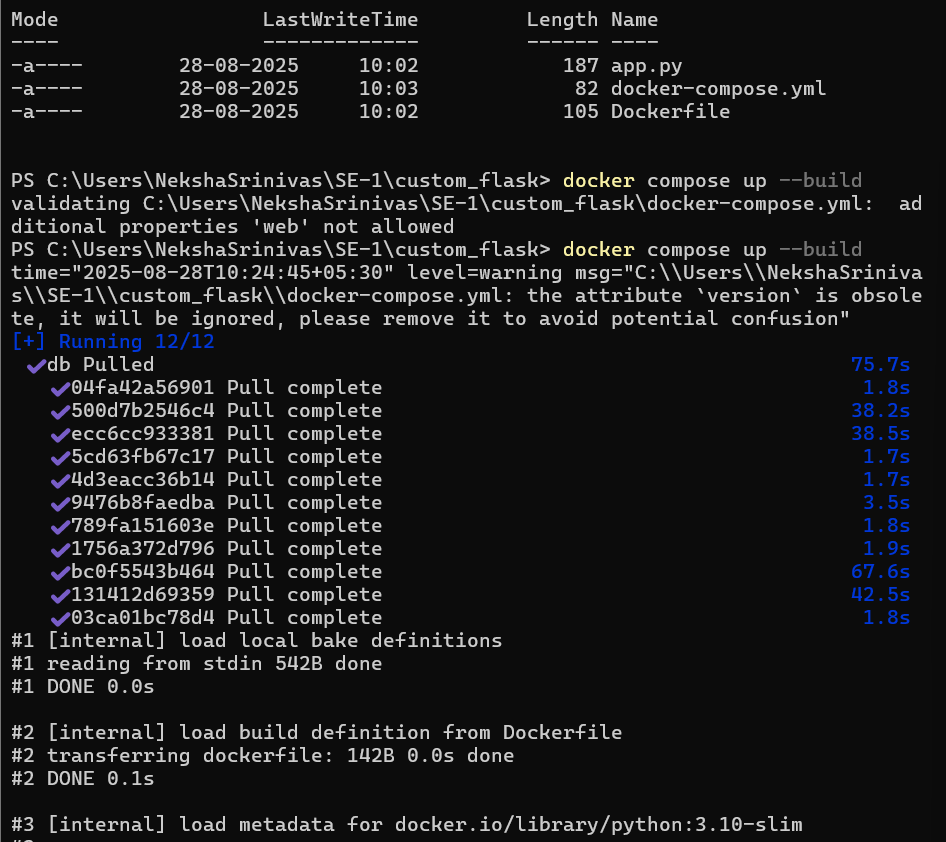 Mode                 LastWriteTime         Length Name
----                 -------------         ------ ----
-a----          28-08-2025     10:02            187 app.py
-a----          28-08-2025     10:03             82 docker-compose.yml
-a----          28-08-2025     10:02            105 Dockerfile
PS C:\Users\NekshaSrinivas\SE-1\custom_flask> docker compose up --build
validating C:\Users\NekshaSrinivas\SE-1\custom_flask\docker-compose.yml:  ad
ditional properties 'web' not allowed
PS C:\Users\NekshaSrinivas\SE-1\custom_flask> docker compose up --build
time="2025-08-28T10:24:45+05:30" level=warning msg="C:\\Users\\NekshaSriniva
s\\SE-1\\custom_flask\\docker-compose.yml: the attribute `version` is obsole
te, it will be ignored, please remove it to avoid potential confusion"
[+] Running 12/12
✔db Pulled 75.7s
✔04fa42a56901 Pull complete 1.8s
✔500d7b2546c4 Pull complete 38.2s
✔ecc6cc933381 Pull complete 38.5s
✔5cd63fb67c17 Pull complete 1.7s
✔4d3eacc36b14 Pull complete 1.7s
✔9476b8faedba Pull complete 3.5s
✔789fa151603e Pull complete 1.8s
✔1756a372d796 Pull complete 1.9s
✔bc0f5543b464 Pull complete 67.6s
✔131412d69359 Pull complete 42.5s
✔03ca01bc78d4 Pull complete 1.8s
#1 [internal] load local bake definitions
#1 reading from stdin 542B done
#1 DONE 0.0s
#2 [internal] load build definition from Dockerfile
#2 transferring dockerfile: 142B 0.0s done
#2 DONE 0.1s
#3 [internal] load metadata for docker.io/library/python:3.10-slim